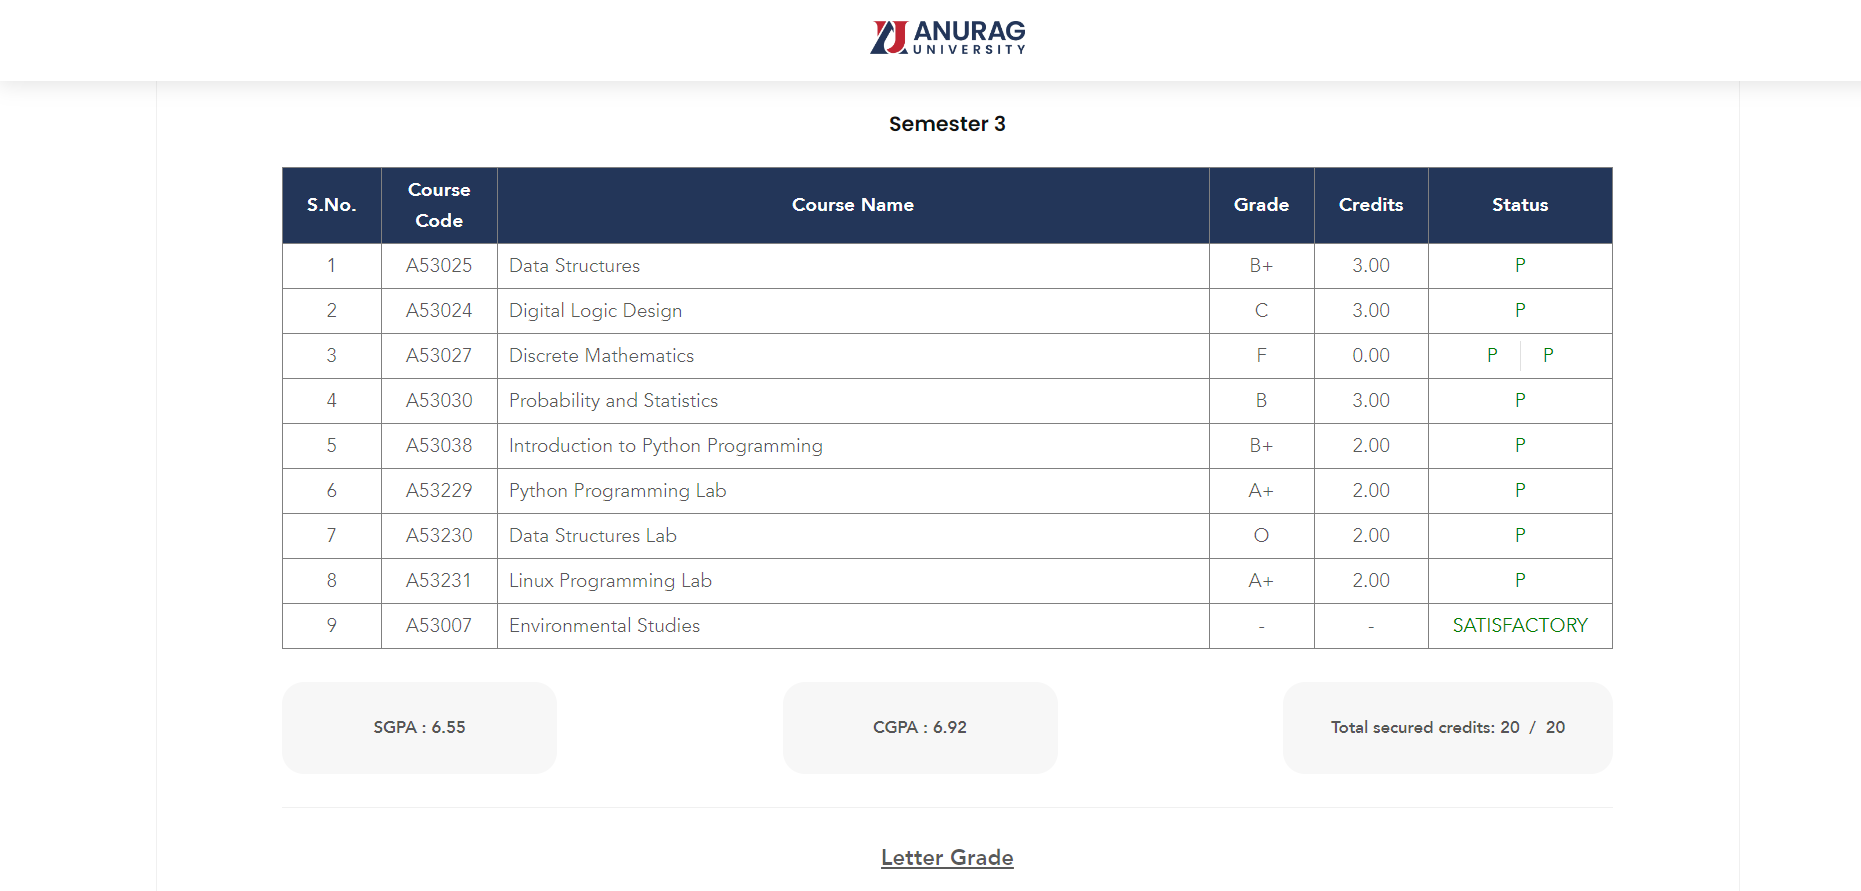 ANURAG
UNIVERSITY
Semester 3
S.No. Course Code Course Name Grade Credits Status
1 A53025 Data Structures B+ 3.00 P
2 A53024 Digital Logic Design C 3.00 P
3 A53027 Discrete Mathematics F 0.00 P P
4 A53030 Probability and Statistics B 3.00 P
5 A53038 Introduction to Python Programming B+ 2.00 P
6 A53229 Python Programming Lab A+ 2.00 P
7 A53230 Data Structures Lab O 2.00 P
8 A53231 Linux Programming Lab A+ 2.00 P
9 A53007 Environmental Studies - - SATISFACTORY
SGPA : 6.55 CGPA : 6.92 Total secured credits: 20 / 20
Letter Grade